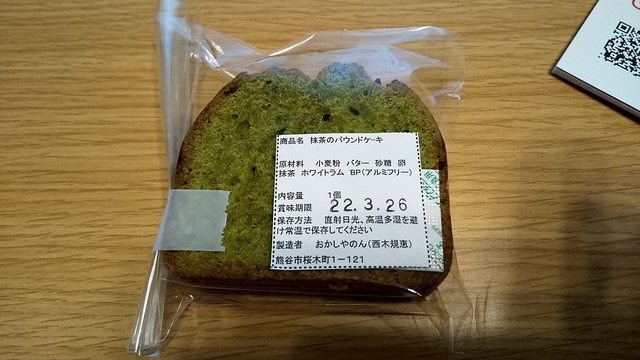 商品名 抹茶のパウンドケーキ
原材料 小麦粉 バター 砂糖 卵
抹茶 ホワイトラム BP(アルミフリー)
内容量 1個
賞味期限 22.3.26
保存方法 直射日光、高温多湿を避
け常温で保存してください
製造者 おかしやのん(西木規恵)
熊谷市桜木町1-121